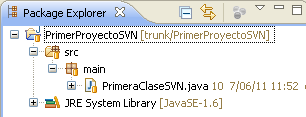 Package Explorer
PrimerProyectoSVN [trunk/PrimerProyectoSVN]
src
main
PrimeraClaseSVN.java 10 7/06/11 11:52
JRE System Library [JavaSE-1.6]